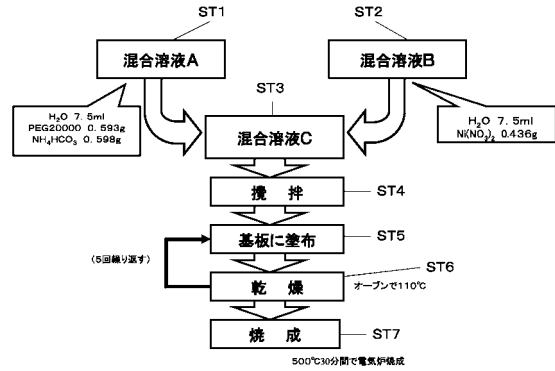 ST1
ST2
混合溶液A
混合溶液B
H₂O 7.5ml
PEG20000 0.593g
NH₄HCO₃ 0.598g
ST3
H₂O 7.5ml
Ni(NO₃)₂ 0.436g
混合溶液C
攪拌
ST4
基板に塗布
ST5
(5回繰り返す)
ST6
乾燥
オーブンで110℃
焼成
ST7
500℃30分間で電気炉焼成